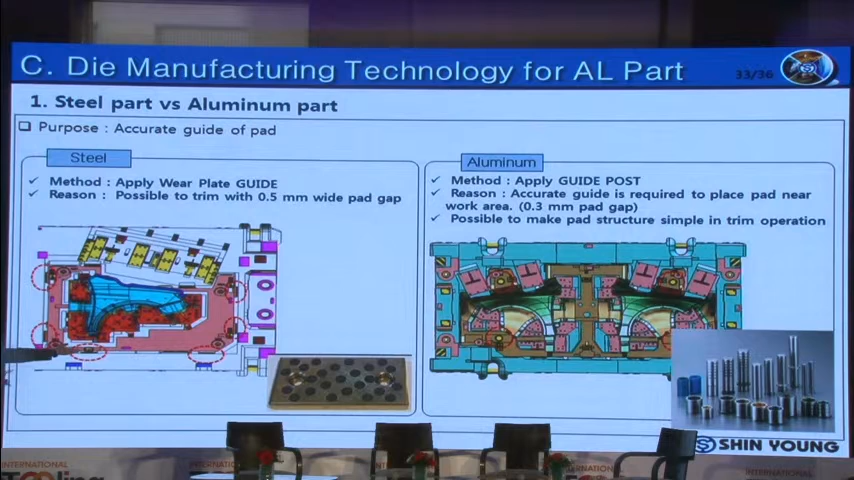 C. Die Manufacturing Technology for AL Part
33/36
1. Steel part vs Aluminum part
Purpose : Accurate guide of pad
Steel
✓ Method : Apply Wear Plate GUIDE
✓ Reason : Possible to trim with 0.5 mm wide pad gap
Aluminum
✓ Method : Apply GUIDE POST
✓ Reason : Accurate guide is required to place pad near
work area. (0.3 mm pad gap)
✓ Possible to make pad structure simple in trim operation
SHIN YOUNG
INTERNATIONAL
INTERNATIONAL
INTERNATIONAL